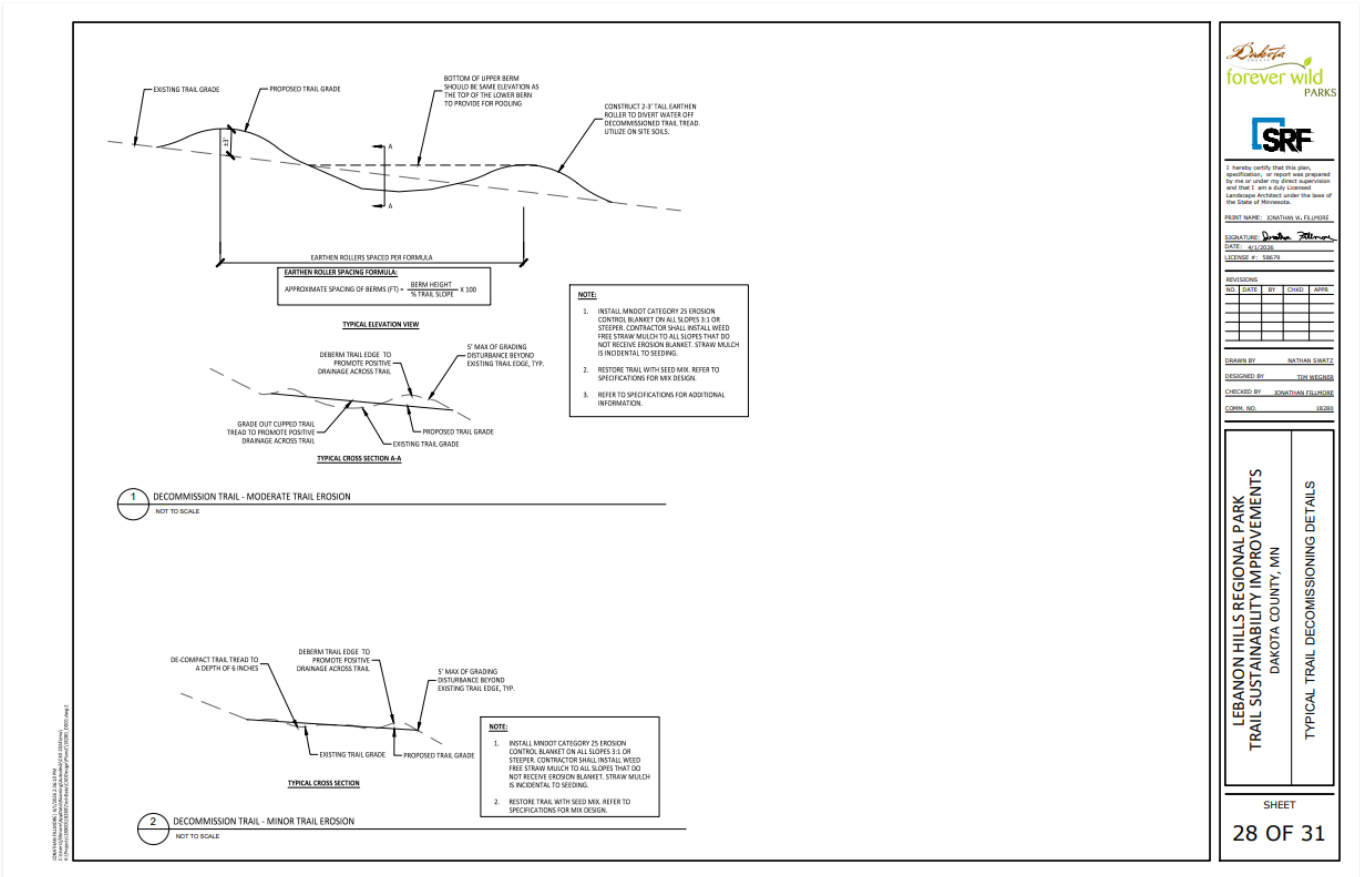 EXISTING TRAIL GRADE
PROPOSED TRAIL GRADE
BOTTOM OF UPPER BERM
SHOULD BE SAME ELEVATION AS
THE TOP OF THE LOWER BERN
TO PROVIDE FOR POOLING
CONSTRUCT 2-3' TALL EARTHEN
ROLLER TO DIVERT WATER OFF
DECOMMISSIONED TRAIL TREAD.
UTILIZE ON SITE SOILS.
±3'
A
A
EARTHEN ROLLERS SPACED PER FORMULA
EARTHEN ROLLER SPACING FORMULA:
APPROXIMATE SPACING OF BERMS (FT) = BERM HEIGHT
% TRAIL SLOPE X 100
TYPICAL ELEVATION VIEW
NOTE:
1. INSTALL MNDOT CATEGORY 25 EROSION
CONTROL BLANKET ON ALL SLOPES 3:1 OR
STEEPER. CONTRACTOR SHALL INSTALL WEED
FREE STRAW MULCH TO ALL SLOPES THAT DO
NOT RECEIVE EROSION BLANKET. STRAW MULCH
IS INCIDENTAL TO SEEDING.
2. RESTORE TRAIL WITH SEED MIX. REFER TO
SPECIFICATIONS FOR MIX DESIGN.
3. REFER TO SPECIFICATIONS FOR ADDITIONAL
INFORMATION.
DEBERM TRAIL EDGE TO
PROMOTE POSITIVE
DRAINAGE ACROSS TRAIL
5' MAX OF GRADING
DISTURBANCE BEYOND
EXISTING TRAIL EDGE, TYP.
GRADE OUT CUPPED TRAIL
TREAD TO PROMOTE POSITIVE
DRAINAGE ACROSS TRAIL
PROPOSED TRAIL GRADE
EXISTING TRAIL GRADE
TYPICAL CROSS SECTION A-A
1 DECOMMISSION TRAIL - MODERATE TRAIL EROSION
NOT TO SCALE
DE-COMPACT TRAIL TREAD TO
A DEPTH OF 6 INCHES
DEBERM TRAIL EDGE TO
PROMOTE POSITIVE
DRAINAGE ACROSS TRAIL
5' MAX OF GRADING
DISTURBANCE BEYOND
EXISTING TRAIL EDGE, TYP.
EXISTING TRAIL GRADE
PROPOSED TRAIL GRADE
TYPICAL CROSS SECTION
NOTE:
1. INSTALL MNDOT CATEGORY 25 EROSION
CONTROL BLANKET ON ALL SLOPES 3:1 OR
STEEPER. CONTRACTOR SHALL INSTALL WEED
FREE STRAW MULCH TO ALL SLOPES THAT DO
NOT RECEIVE EROSION BLANKET. STRAW MULCH
IS INCIDENTAL TO SEEDING.
2. RESTORE TRAIL WITH SEED MIX. REFER TO
SPECIFICATIONS FOR MIX DESIGN.
2 DECOMMISSION TRAIL - MINOR TRAIL EROSION
NOT TO SCALE
Dakota
COUNTY
forever wild
PARKS
SRF
I hereby certify that this plan,
specification, or report was prepared
by me or under my direct supervision
and that I am a duly Licensed
Landscape Architect under the laws of
the State of Minnesota.
PRINT NAME: JONATHAN W. FILLMORE
SIGNATURE: Jonathan Fillmore
DATE: 4/1/2026
LICENSE #: 58679
REVISIONS
NO. DATE BY CHKD APPR
DRAWN BY NATHAN SWATZ
DESIGNED BY TIM WEGNER
CHECKED BY JONATHAN FILLMORE
COMM. NO. 18280
LEBANON HILLS REGIONAL PARK
TRAIL SUSTAINABILITY IMPROVEMENTS
DAKOTA COUNTY, MN
TYPICAL TRAIL DECOMISSIONING DETAILS
SHEET
28 OF 31